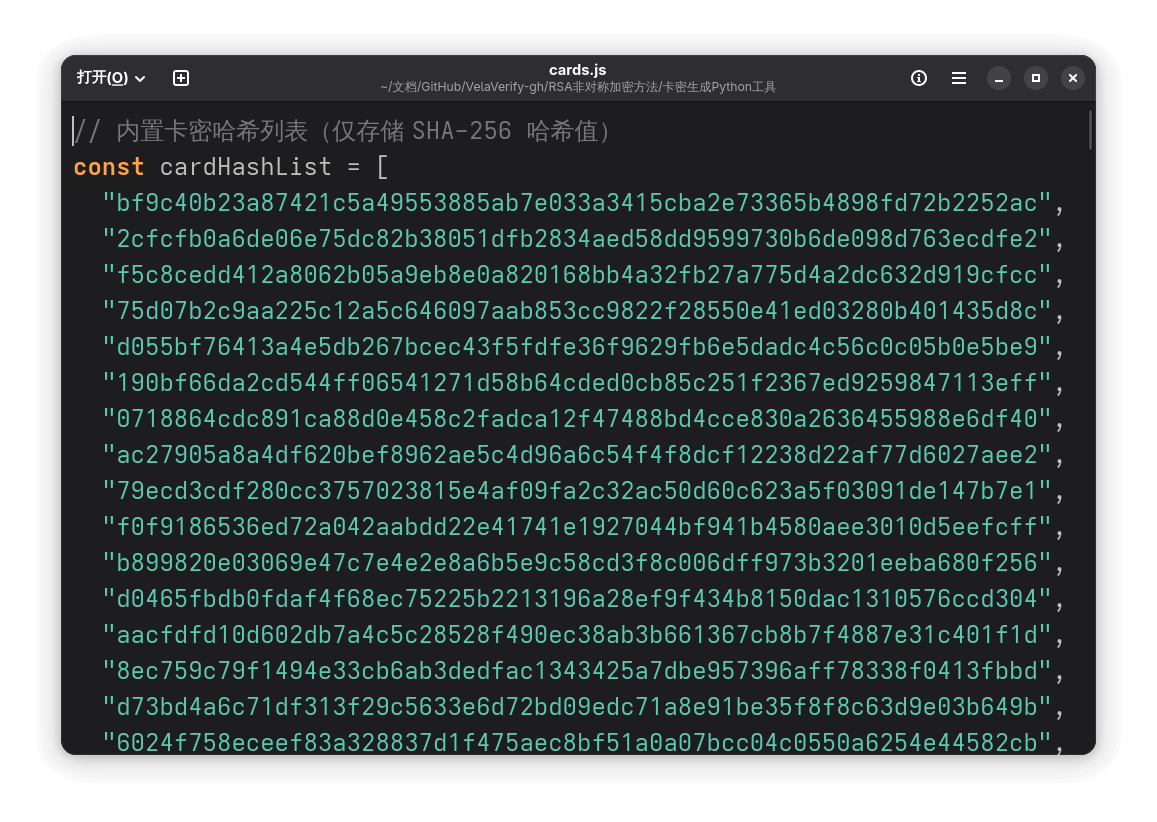 打开(O)
cards.js
~/文档/GitHub/VelaVerify-gh/RSA非对称加密方法/卡密生成Python工具
// 内置卡密哈希列表（仅存储 SHA-256 哈希值）
const cardHashList = [
"bf9c40b23a87421c5a49553885ab7e033a3415cba2e73365b4898fd72b2252ac",
"2cfcfb0a6de06e75dc82b38051dfb2834aed58dd9599730b6de098d763ecdfe2",
"f5c8cedd412a8062b05a9eb8e0a820168bb4a32fb27a775d4a2dc632d919cfcc",
"75d07b2c9aa225c12a5c646097aab853cc9822f28550e41ed03280b401435d8c",
"d055bf76413a4e5db267bcec43f5fdfe36f9629fb6e5dadc4c56c0c05b0e5be9",
"190bf66da2cd544ff06541271d58b64cded0cb85c251f2367ed9259847113eff",
"0718864cdc891ca88d0e458c2fadca12f47488bd4cce830a2636455988e6df40",
"ac27905a8a4df620bef8962ae5c4d96a6c54f4f8dcf12238d22af77d6027aee2",
"79ecd3cdf280cc3757023815e4af09fa2c32ac50d60c623a5f03091de147b7e1",
"f0f9186536ed72a042aabdd22e41741e1927044bf941b4580aee3010d5eefcff",
"b899820e03069e47c7e4e2e8a6b5e9c58cd3f8c006dff973b3201eeba680f256",
"d0465fbdb0fdaf4f68ec75225b2213196a28ef9f434b8150dac1310576ccd304",
"aacfdfd10d602db7a4c5c28528f490ec38ab3b661367cb8b7f4887e31c401f1d",
"8ec759c79f1494e33cb6ab3dedfac1343425a7dbe957396aff78338f0413fbbd",
"d73bd4a6c71df313f29c5633e6d72bd09edc71a8e91be35f8f8c63d9e03b649b",
"6024f758eceef83a328837d1f475aec8bf51a0a07bcc04c0550a6254e44582cb",